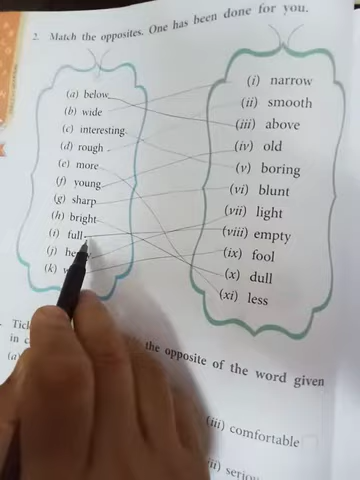 2. Match the opposites. One has been done for you.
(a) below
(b) wide
(c) interesting
(d) rough
(e) more
(f) young
(g) sharp
(h) bright
(i) full
(j)
(k)
(i) narrow
(ii) smooth
(iii) above
(iv) old
(v) boring
(vi) blunt
(vii) light
(viii) empty
(ix) fool
(x) dull
(xi) less
the opposite of the word given
in
(a)
(iii) comfortable